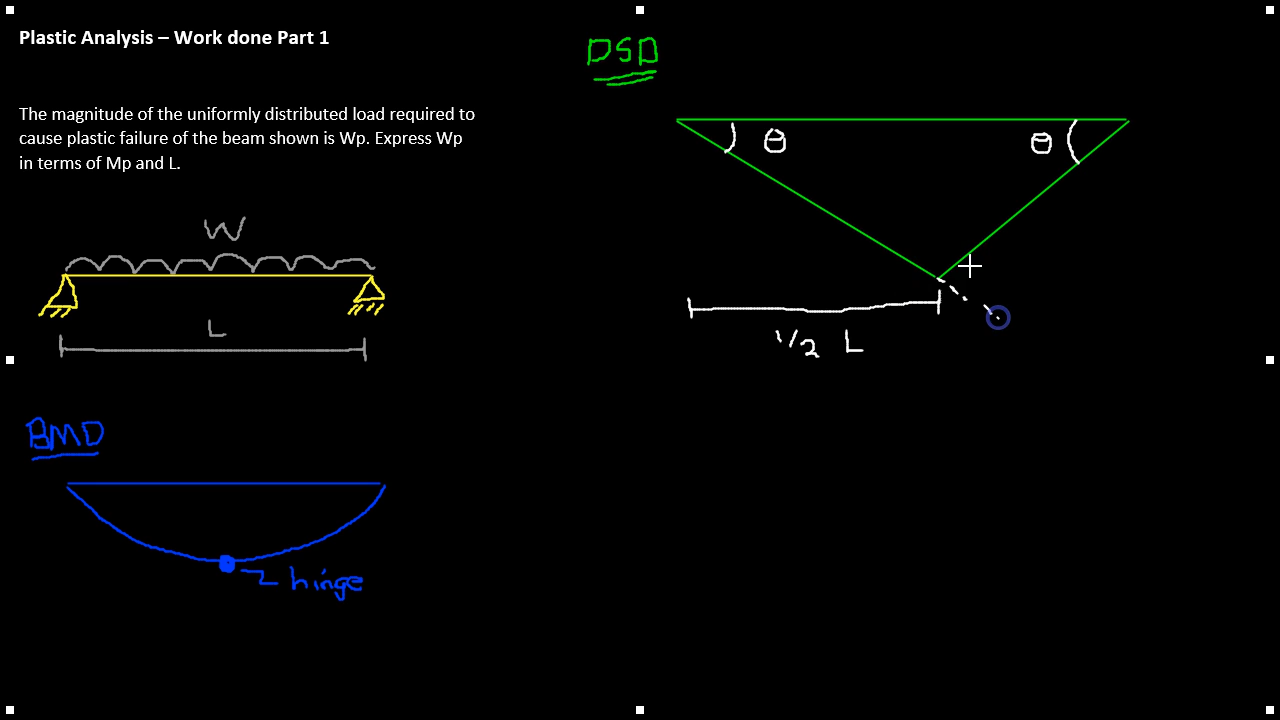 Plastic Analysis – Work done Part 1
The magnitude of the uniformly distributed load required to
cause plastic failure of the beam shown is Wp. Express Wp
in terms of Mp and L.
W
L
BMD
hinge
DSD
θ θ
1/2 L